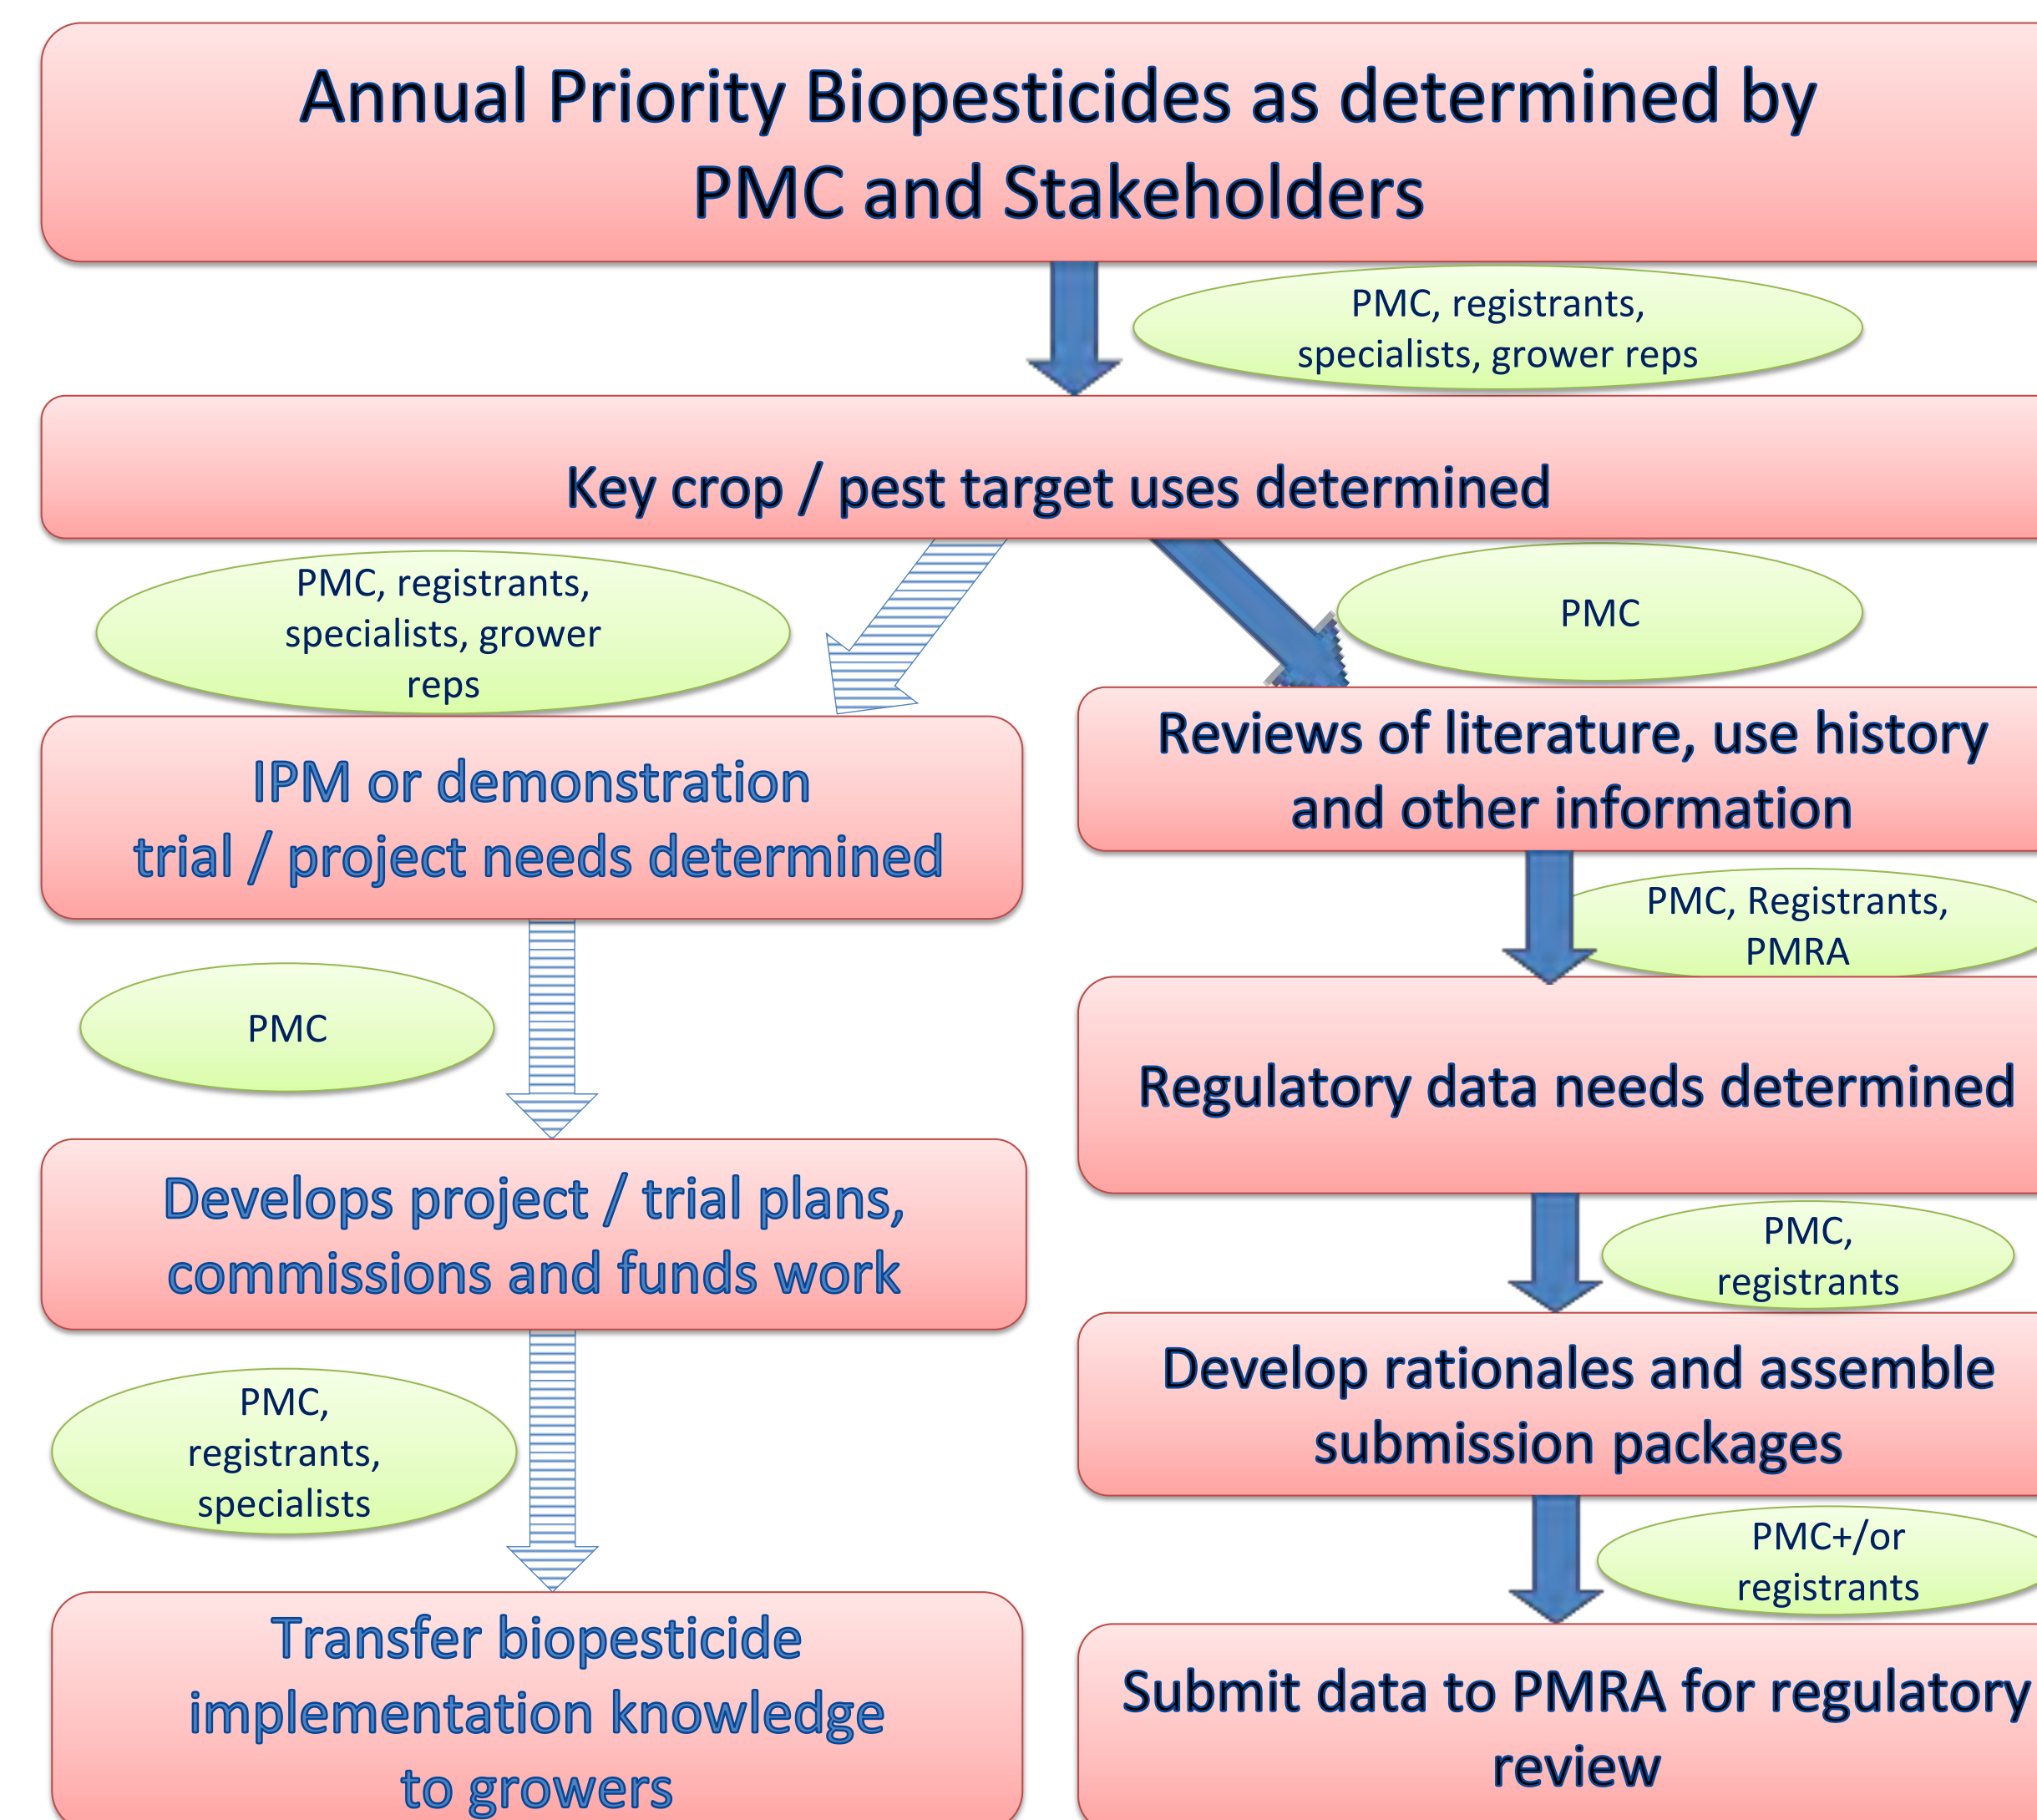 Annual Priority Biopesticides as determined by
PMC and Stakeholders
PMC, registrants,
specialists, grower reps
Key crop / pest target uses determined
PMC, registrants,
specialists, grower
reps
PMC
IPM or demonstration
trial / project needs determined
Reviews of literature, use history
and other information
PMC, Registrants,
PMRA
PMC
Regulatory data needs determined
Develops project / trial plans,
commissions and funds work
PMC,
registrants
Develop rationales and assemble
submission packages
PMC,
registrants,
specialists
PMC+/or
registrants
Transfer biopesticide
implementation knowledge
to growers
Submit data to PMRA for regulatory
review